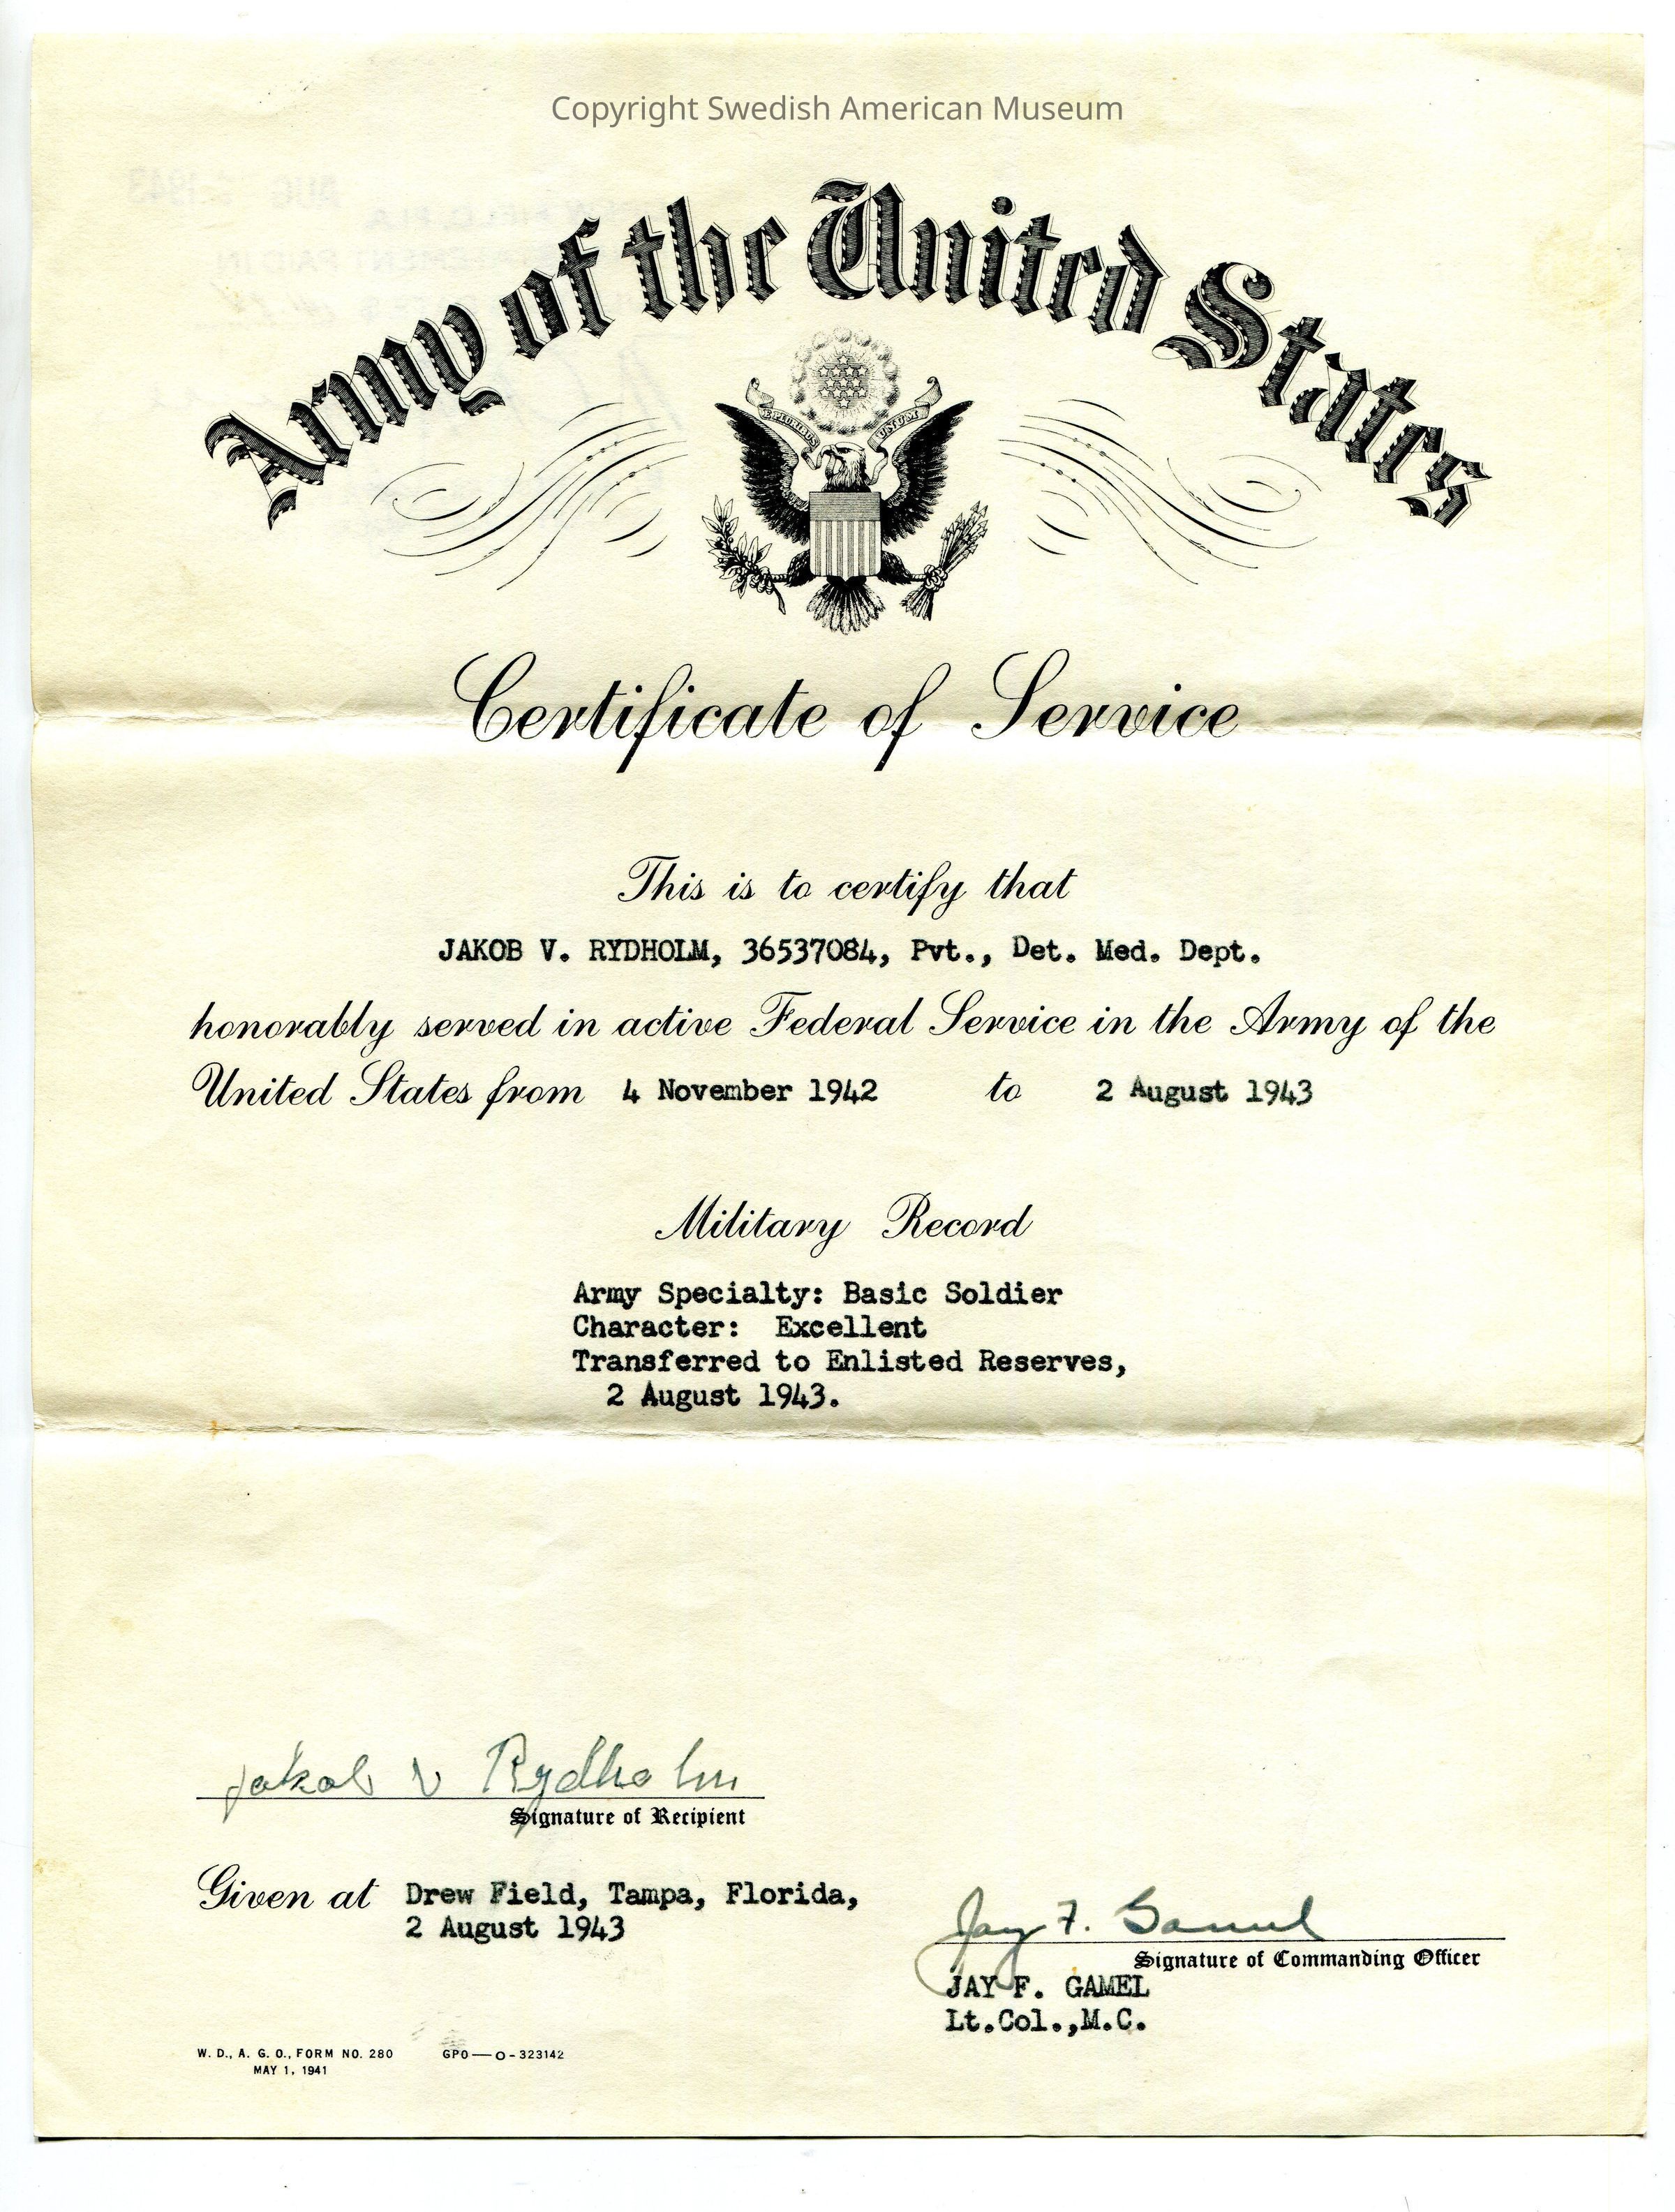 Copyright Swedish American Museum
Army of the United States
E PLURIBUS UNUM
Certificate of Service
This is to certify that
JAKOB V. RYDHOLM, 36537084, Pvt., Det. Med. Dept.
honorably served in active Federal Service in the Army of the
United States from 4 November 1942 to 2 August 1943
Military Record
Army Specialty: Basic Soldier
Character: Excellent
Transferred to Enlisted Reserves,
2 August 1943.
Jakob V Rydholm
Signature of Recipient
Given at Drew Field, Tampa, Florida,
2 August 1943
Jay F. Gamel
Signature of Commanding Officer
JAY F. GAMEL
Lt.Col.,M.C.
W. D., A. G. O., FORM NO. 280 GPO—O-323142
MAY 1, 1941